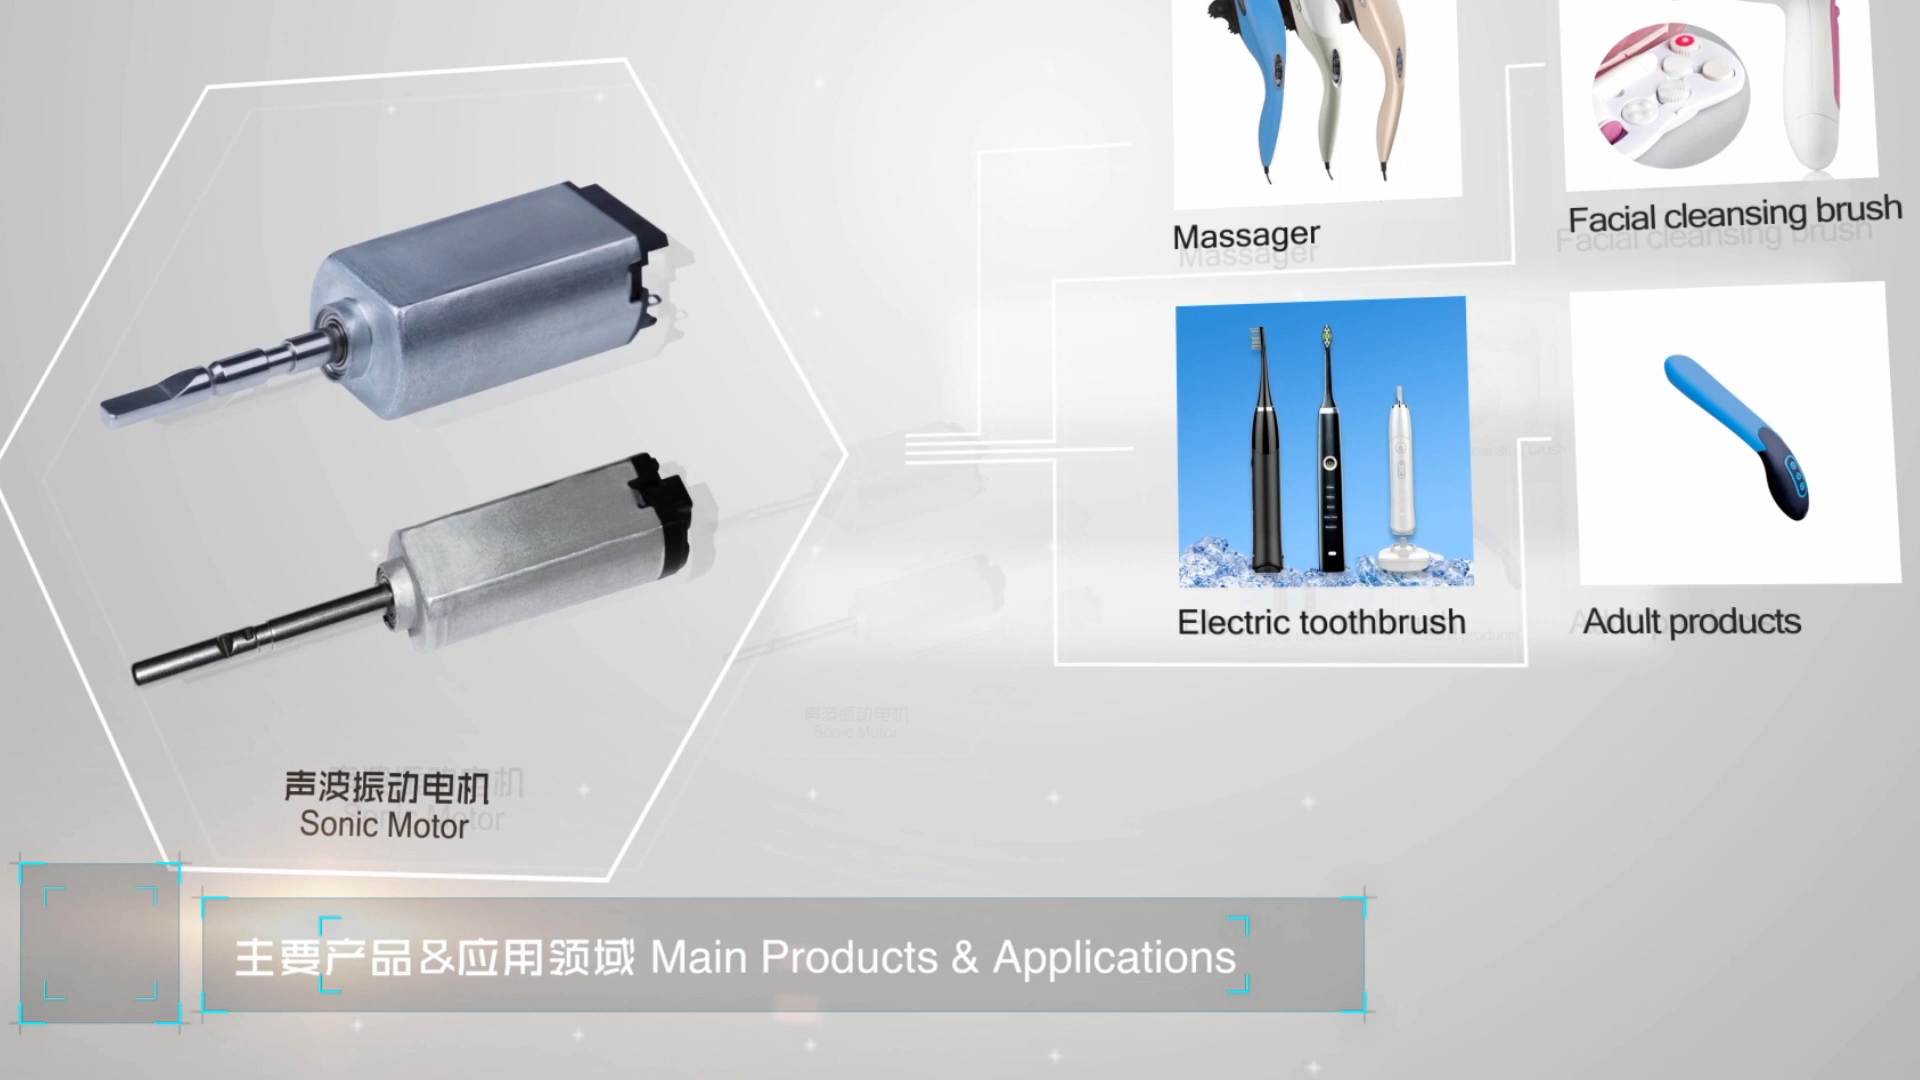 Massager
Facial cleansing brush
Electric toothbrush
Adult products
声波振动电机
Sonic Motor
主要产品&应用领域 Main Products & Applications